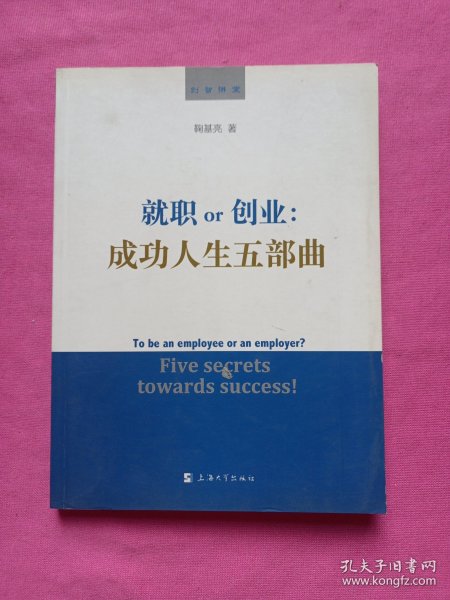 创智讲堂
鞠基亮 著
就职 or 创业：
成功人生五部曲
To be an employee or an employer?
Five secrets
towards success!
上海大学出版社
孔夫子旧书网
www.kongfz.com